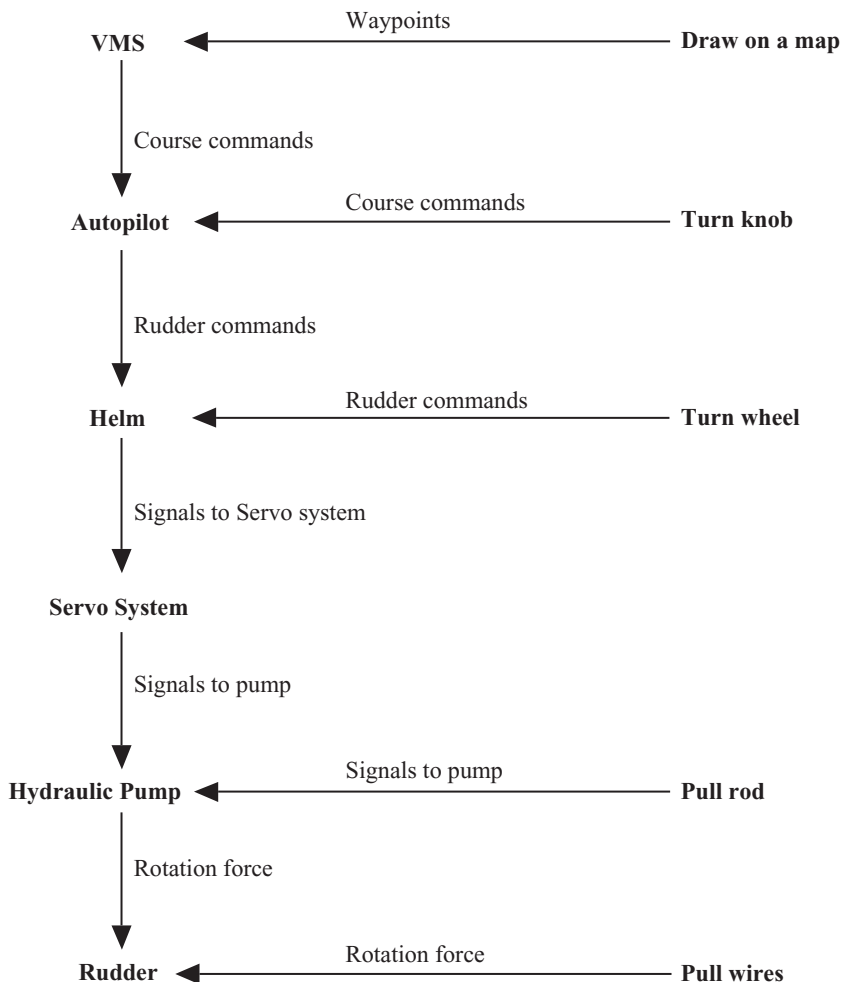 Waypoints
VMS
Draw on a map
Course commands
Course commands
Autopilot
Turn knob
Rudder commands
Rudder commands
Helm
Turn wheel
Signals to Servo system
Servo System
Signals to pump
Signals to pump
Hydraulic Pump
Pull rod
Rotation force
Rotation force
Rudder
Pull wires